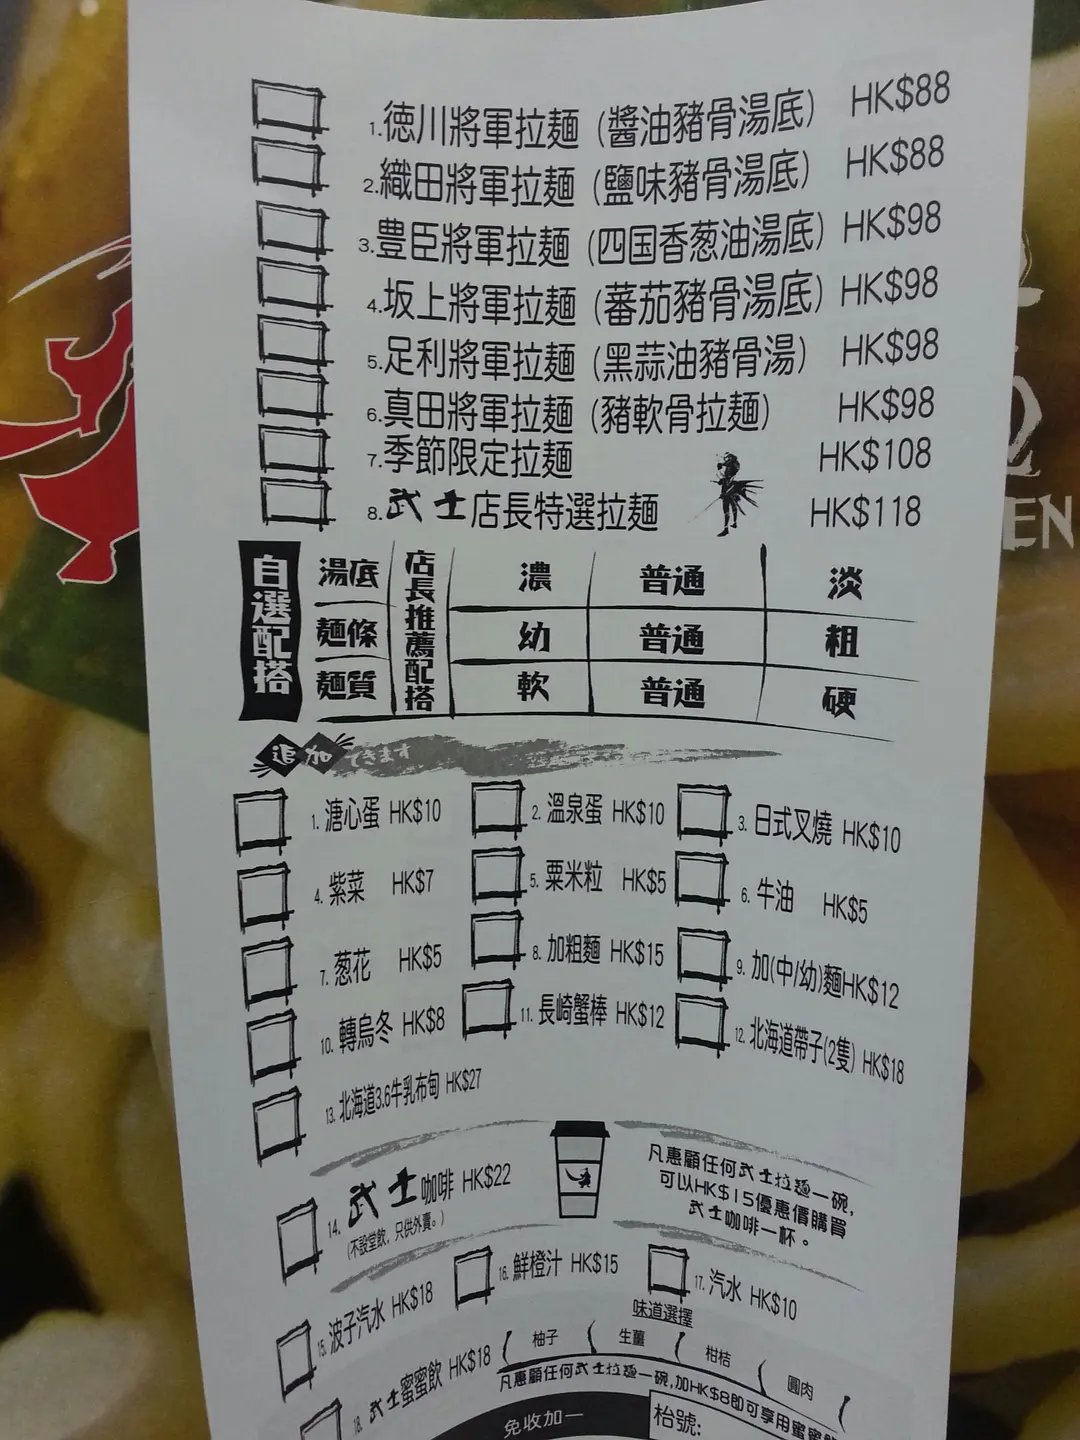 1.徳川將軍拉麵 (醬油豬骨湯底) HK$88
2.織田將軍拉麵 (鹽味豬骨湯底) HK$88
3.豊臣將軍拉麵 (四国香葱油湯底) HK$98
4.坂上將軍拉麵 (蕃茄豬骨湯底) HK$98
5.足利將軍拉麵 (黑蒜油豬骨湯) HK$98
6.真田將軍拉麵 (豬軟骨拉麵) HK$98
7.季節限定拉麵 HK$108
8.武士店長特選拉麵 HK$118
EN
自選配搭
店長推薦配搭
湯底 濃 普通 淡
麵條 幼 普通 粗
麵質 軟 普通 硬
追加できます
1. 溏心蛋 HK$10 2. 溫泉蛋 HK$10 3. 日式叉燒 HK$10
4. 紫菜 HK$7 5. 粟米粒 HK$5 6. 牛油 HK$5
7. 葱花 HK$5 8. 加粗麵 HK$15 9. 加(中/幼)麵HK$12
10. 轉烏冬 HK$8 11. 長崎蟹棒 HK$12 12. 北海道帶子(2隻) HK$18
13. 北海道3.6牛乳布甸 HK$27
14. 武士咖啡 HK$22
(不設堂飲，只供外賣。)
凡惠顧任何武士拉麵一碗,
可以HK$15優惠價購買
武士咖啡一杯。
15. 波子汽水 HK$18 16. 鮮橙汁 HK$15 17. 汽水 HK$10
味道選擇
18. 武士蜜蜜飲 HK$18 柚子 生薑 柑桔 圓肉
凡惠顧任何武士拉麵一碗,加HK$8即可享用蜜蜜飲
免收加一
枱號: